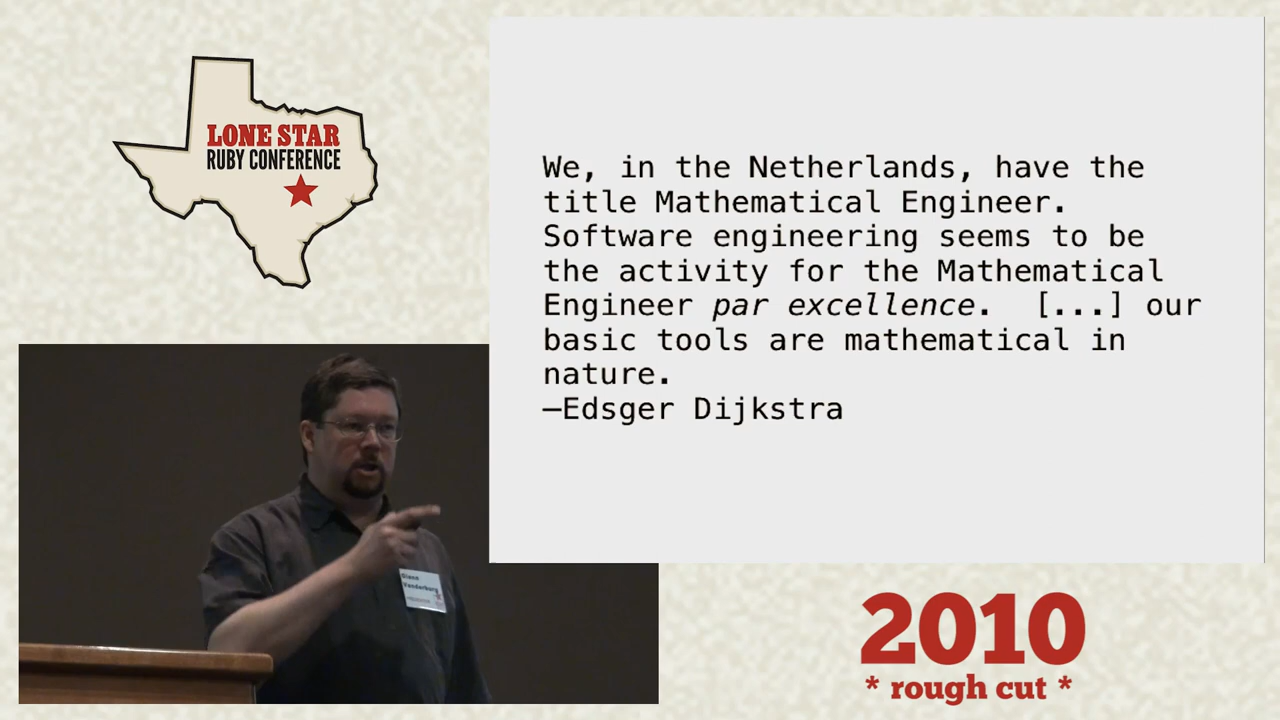 LONE STAR
RUBY CONFERENCE
We, in the Netherlands, have the
title Mathematical Engineer.
Software engineering seems to be
the activity for the Mathematical
Engineer par excellence.  [...] our
basic tools are mathematical in
nature.
—Edsger Dijkstra
Glenn
Vanderburg
2010
* rough cut *